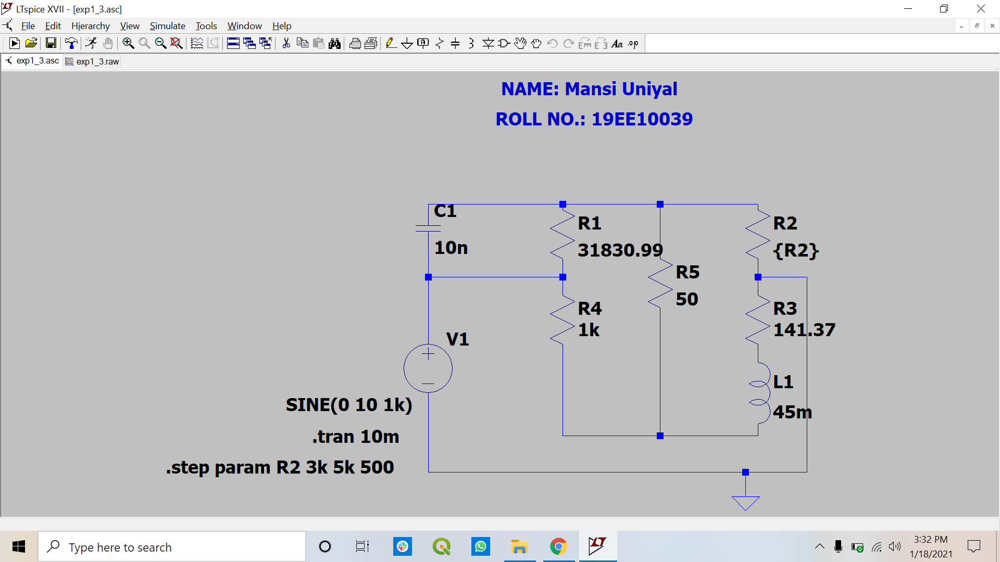 LTspice XVII - [exp1_3.asc]
File Edit Hierarchy View Simulate Tools Window Help
exp1_3.asc exp1_3.raw
NAME: Mansi Uniyal
ROLL NO.: 19EE10039
C1
10n
R1
31830.99
R2
{R2}
R5
50
R4
1k
R3
141.37
V1
L1
45m
SINE(0 10 1k)
.tran 10m
.step param R2 3k 5k 500
Type here to search
3:32 PM
1/18/2021